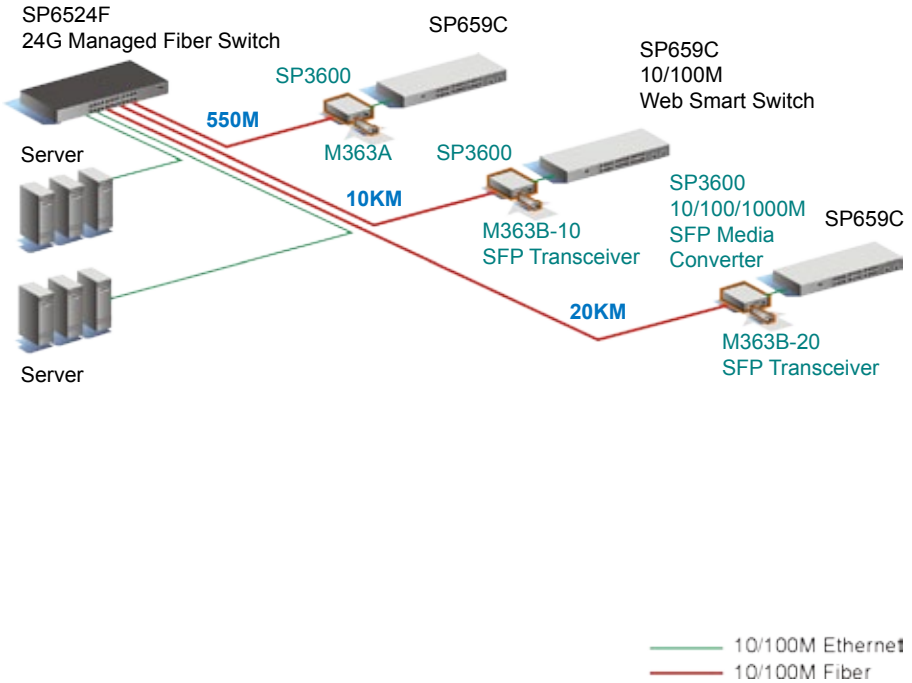 SP6524F
24G Managed Fiber Switch
SP659C
SP659C
10/100M
Web Smart Switch
SP3600
550M
M363A
Server
SP3600
10KM
M363B-10
SFP Transceiver
SP3600
10/100/1000M
SFP Media
Converter
SP659C
20KM
M363B-20
SFP Transceiver
Server
10/100M Ethernet
10/100M Fiber